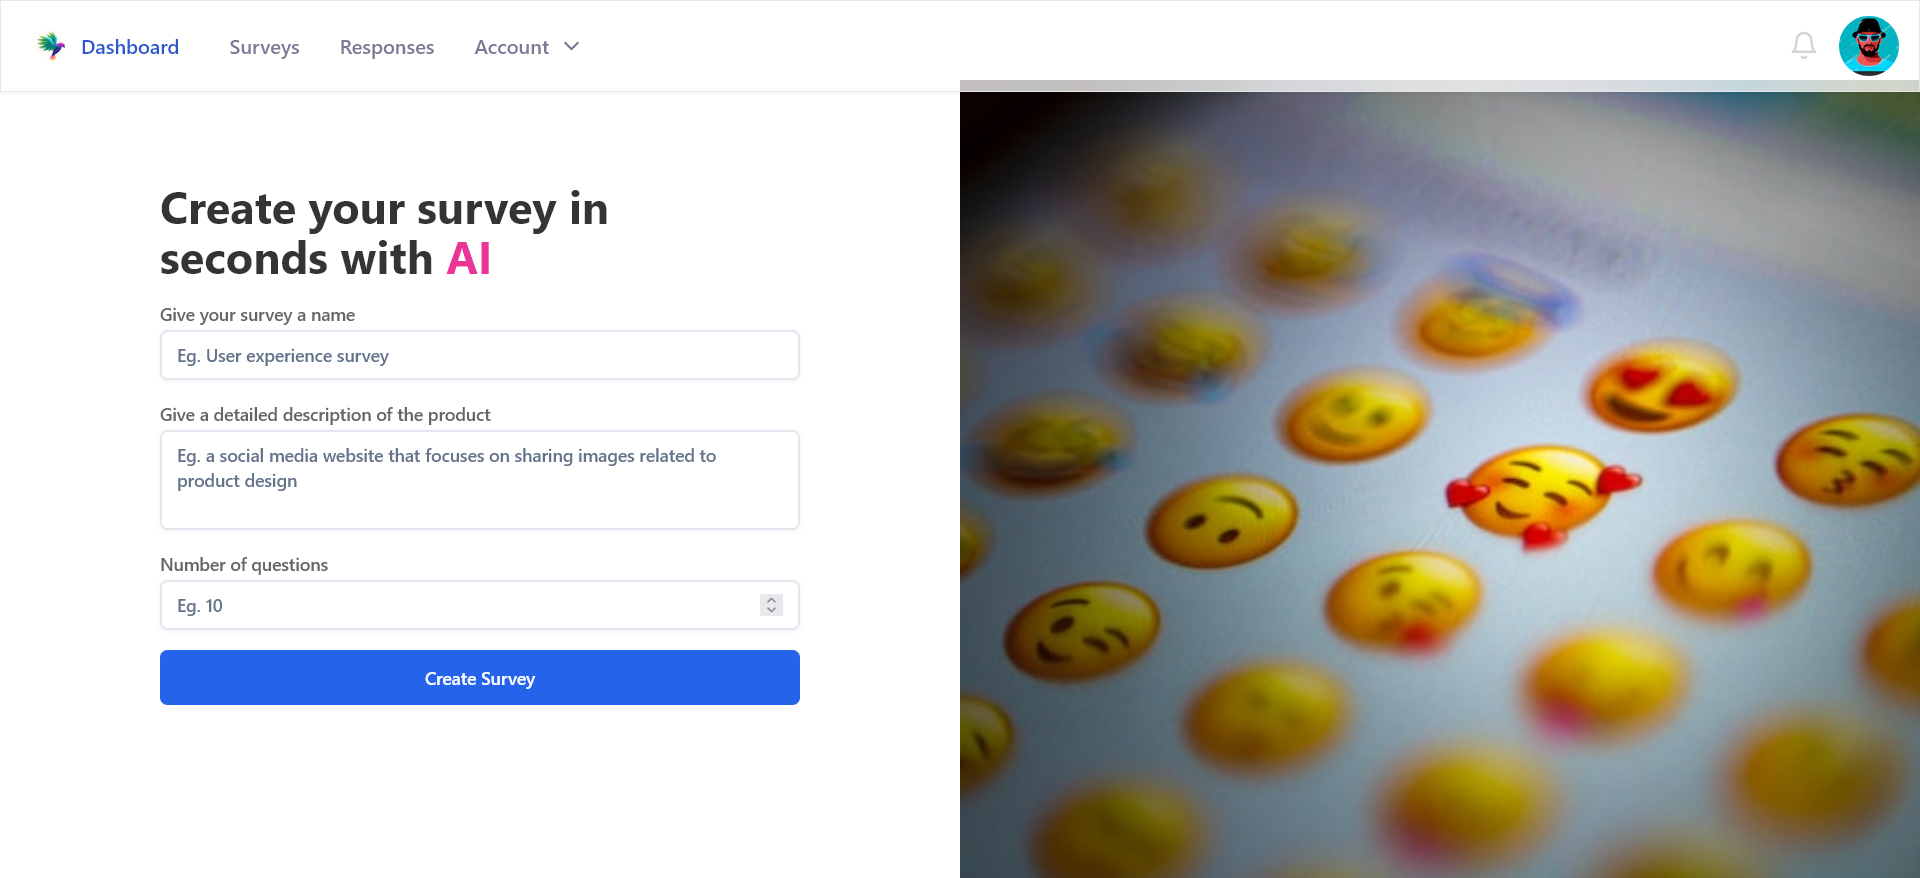 Dashboard
Surveys
Responses
Account
Create your survey in
seconds with AI
Give your survey a name
Eg. User experience survey
Give a detailed description of the product
Eg. a social media website that focuses on sharing images related to
product design
Number of questions
Eg. 10
Create Survey